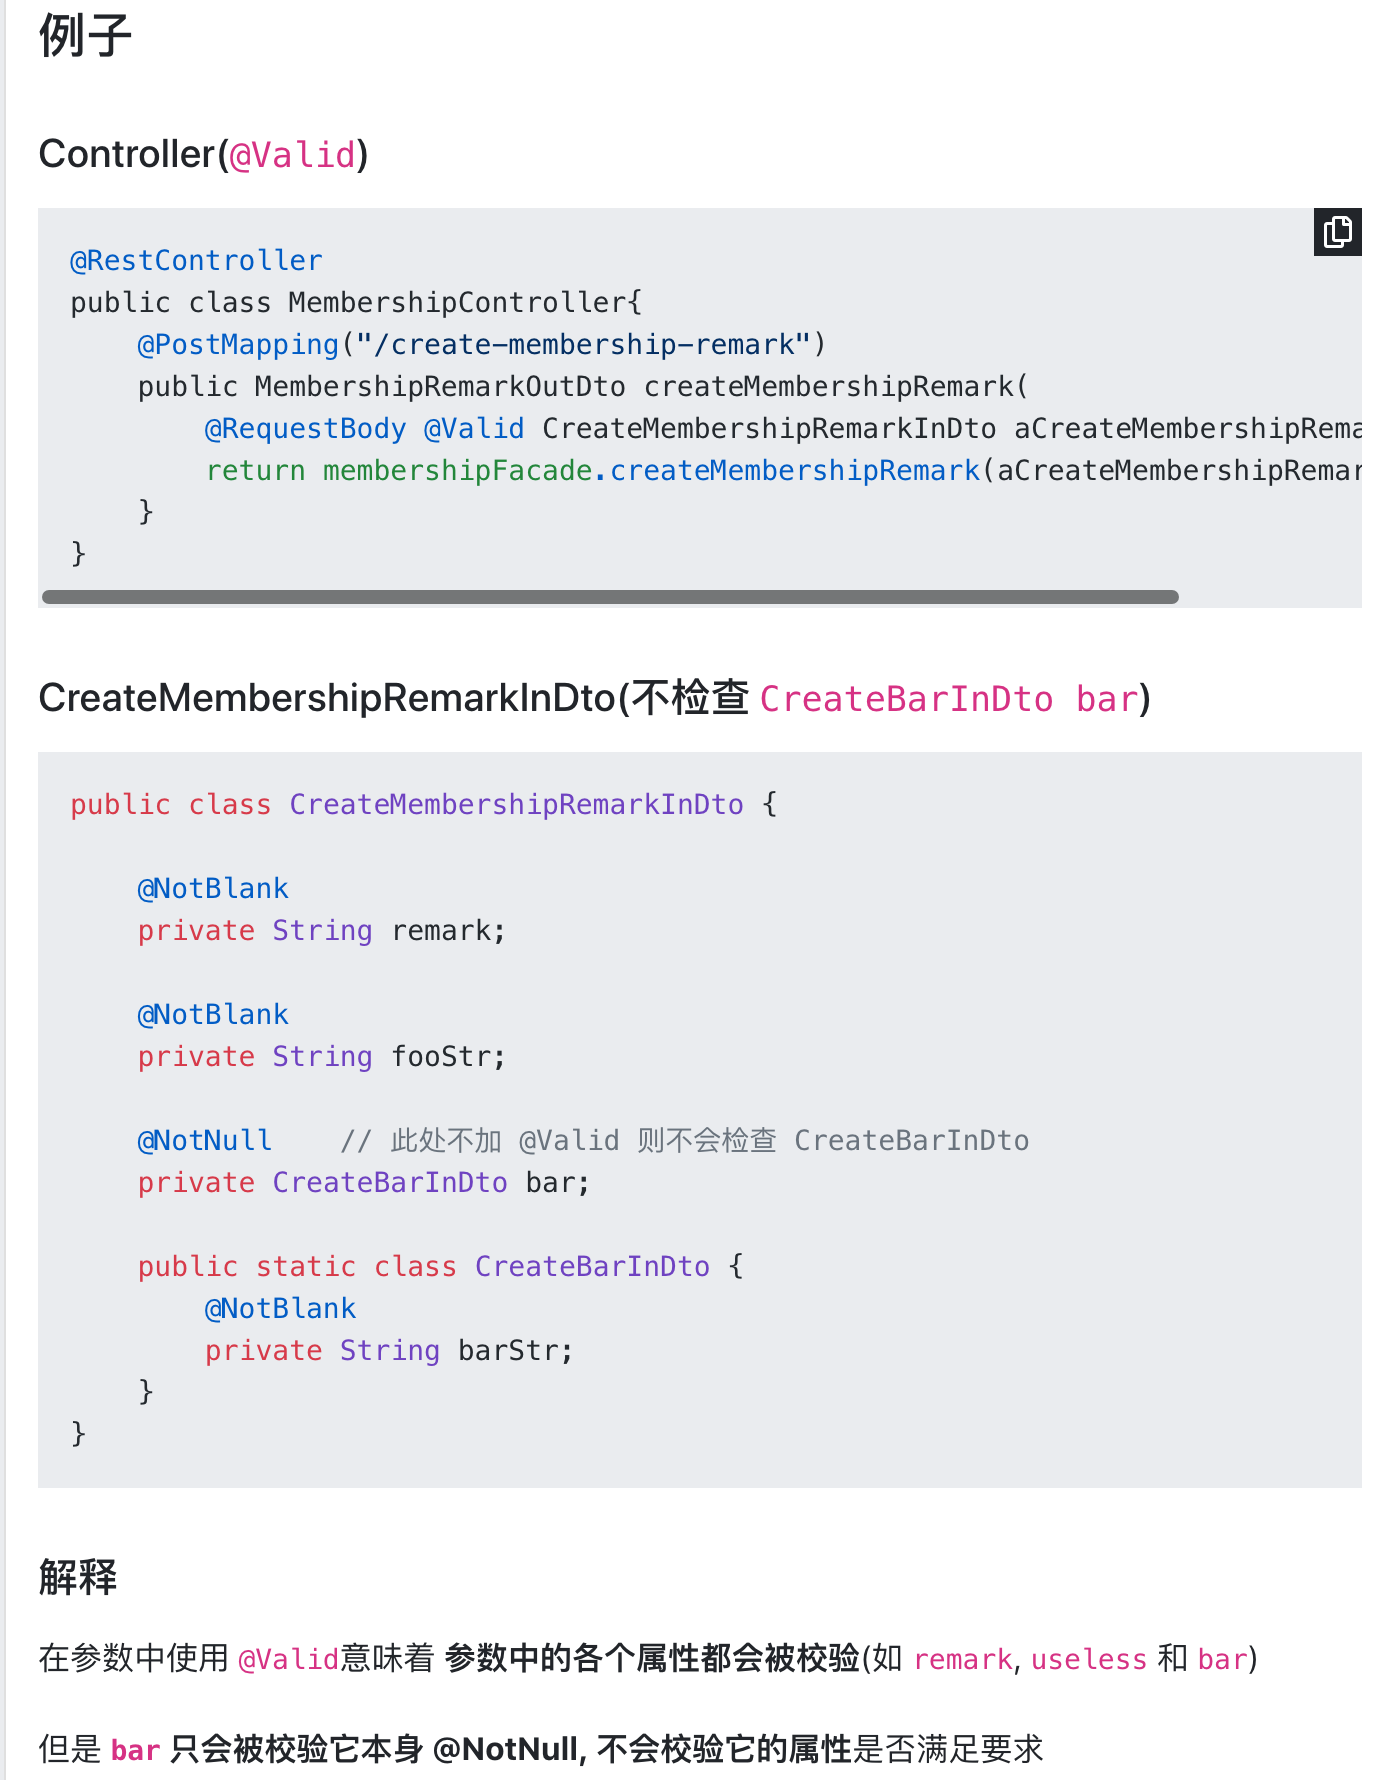 例子
Controller(@Valid)
@RestController
public class MembershipController{
    @PostMapping("/create-membership-remark")
    public MembershipRemarkOutDto createMembershipRemark(
        @RequestBody @Valid CreateMembershipRemarkInDto aCreateMembershipRema
        return membershipFacade.createMembershipRemark(aCreateMembershipRemar
    }
}
CreateMembershipRemarkInDto(不检查 CreateBarInDto bar)
public class CreateMembershipRemarkInDto {
    @NotBlank
    private String remark;
    @NotBlank
    private String fooStr;
    @NotNull    // 此处不加 @Valid 则不会检查 CreateBarInDto
    private CreateBarInDto bar;
    public static class CreateBarInDto {
        @NotBlank
        private String barStr;
    }
}
解释
在参数中使用 @Valid意味着 参数中的各个属性都会被校验(如 remark, useless 和 bar)
但是 bar 只会被校验它本身 @NotNull, 不会校验它的属性是否满足要求